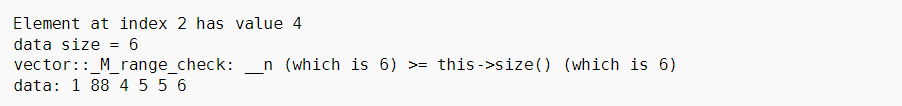 Element at index 2 has value 4
data size = 6
vector::_M_range_check: __n (which is 6) >= this->size() (which is 6)
data: 1 88 4 5 5 6